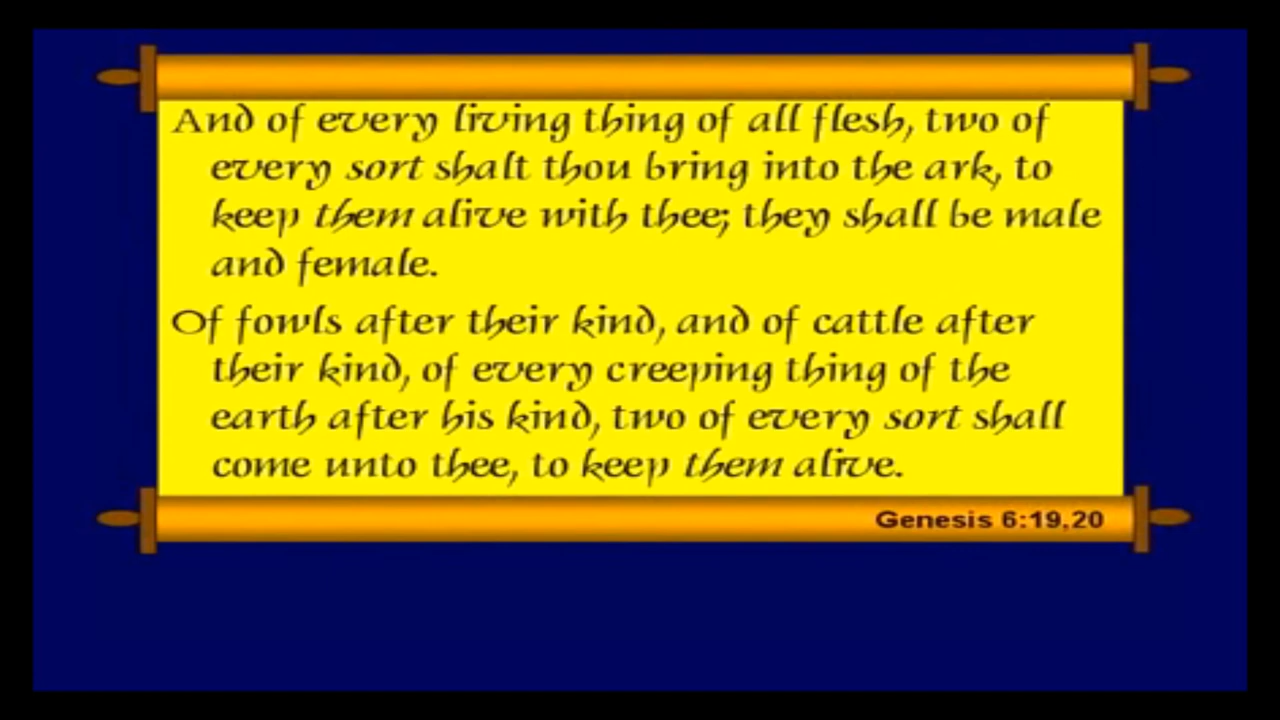 And of every living thing of all flesh, two of
every sort shalt thou bring into the ark, to
keep them alive with thee; they shall be male
and female.
Of fowls after their kind, and of cattle after
their kind, of every creeping thing of the
earth after his kind, two of every sort shall
come unto thee, to keep them alive.
Genesis 6:19,20